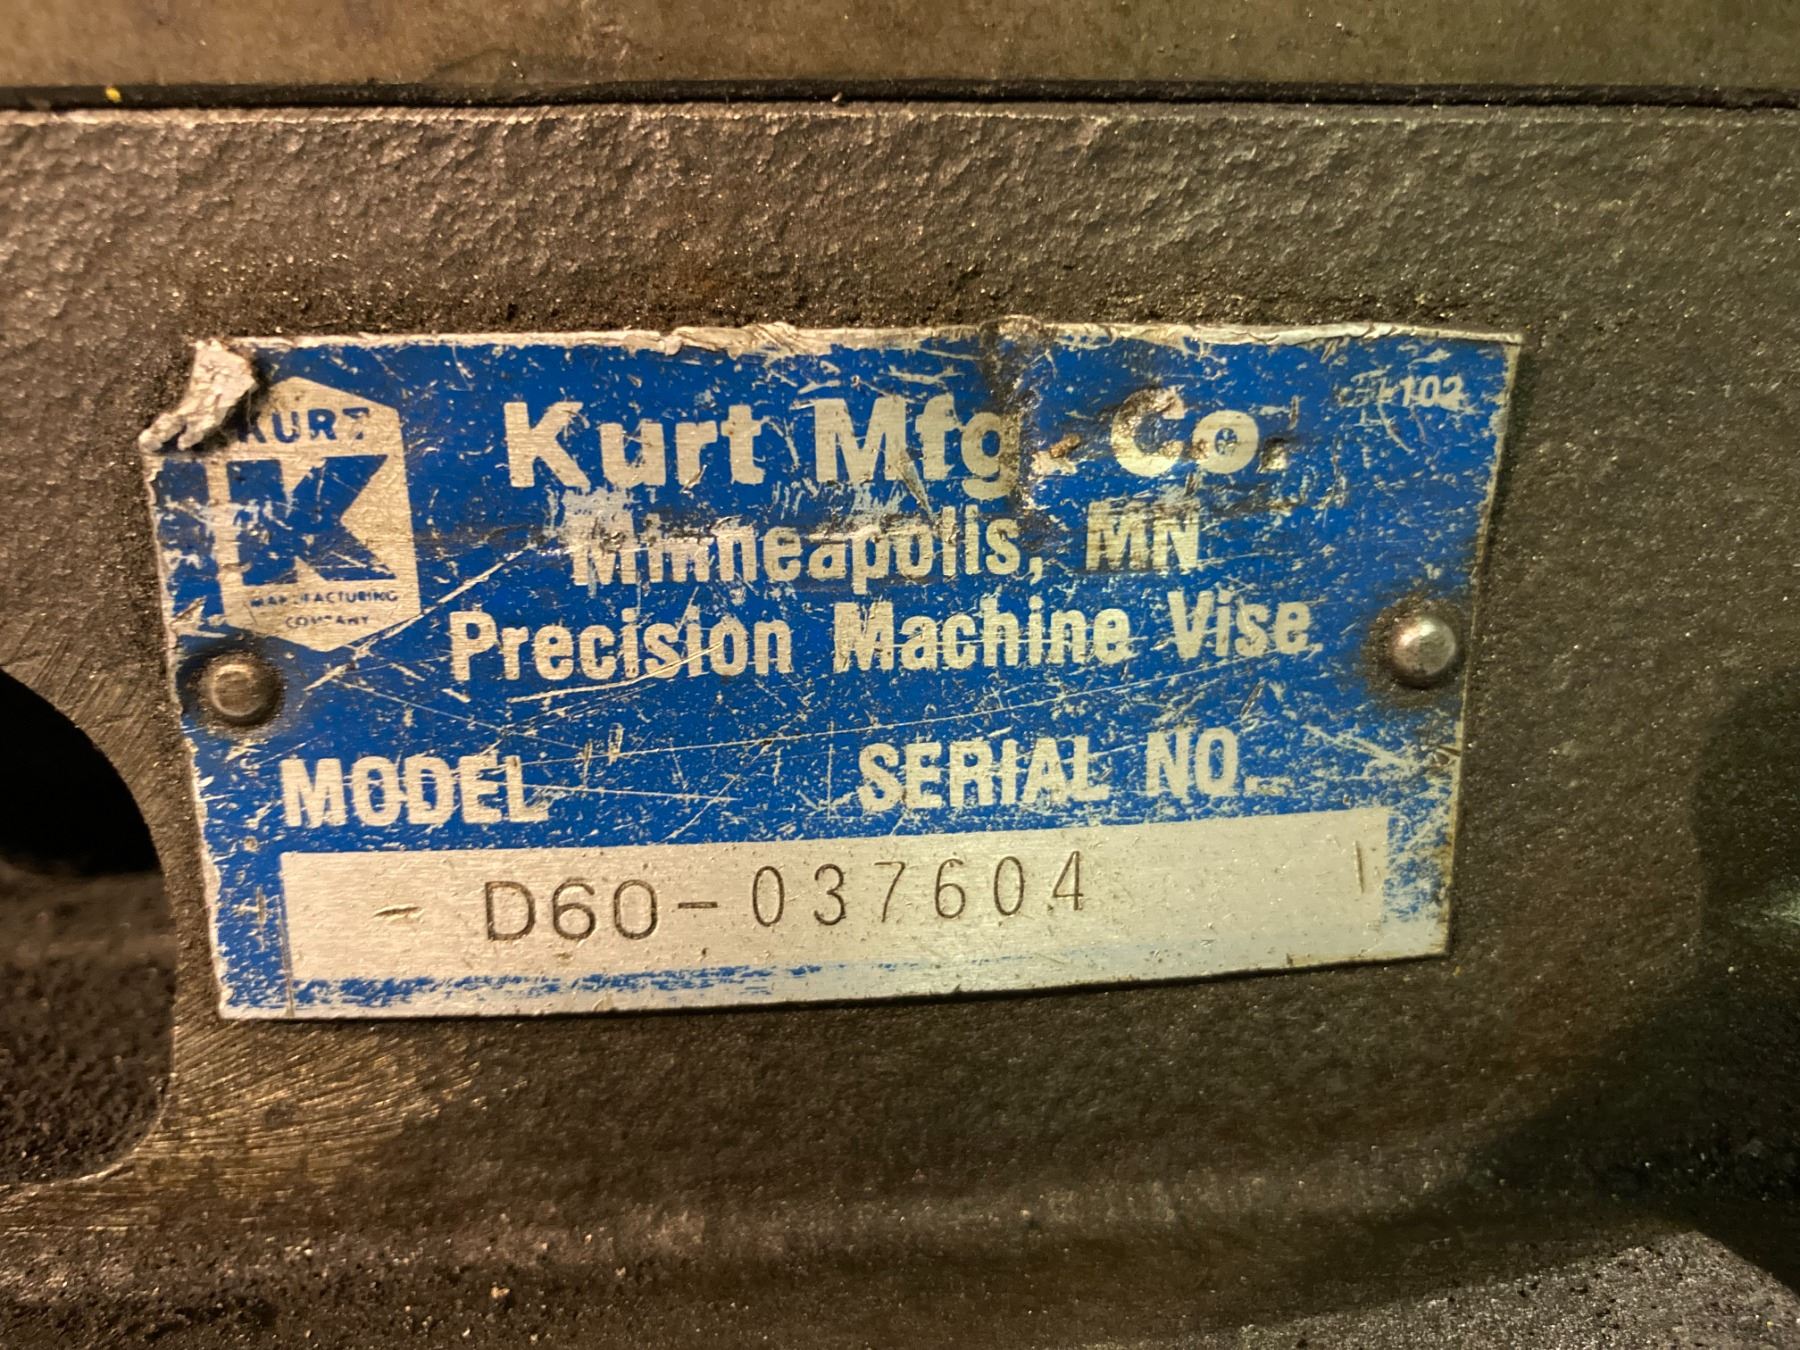 KURT
K
MANUFACTURING
COMPANY
102
Kurt Mfg. Co.
Minneapolis, MN
Precision Machine Vise
MODEL SERIAL NO.
- D60-037604